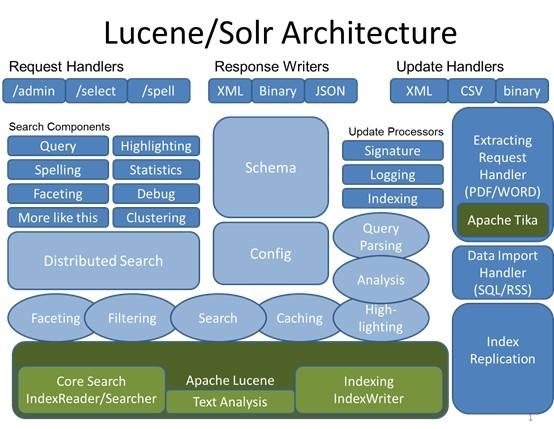 Lucene/Solr Architecture
Request Handlers
/admin
/select
/spell
Response Writers
XML
Binary
JSON
Update Handlers
XML
CSV
binary
Search Components
Query
Highlighting
Spelling
Statistics
Faceting
Debug
More like this
Clustering
Distributed Search
Schema
Config
Update Processors
Signature
Logging
Indexing
Query
Parsing
Analysis
High-
lighting
Faceting
Filtering
Search
Caching
Extracting
Request
Handler
(PDF/WORD)
Apache Tika
Data Import
Handler
(SQL/RSS)
Index
Replication
Core Search
IndexReader/Searcher
Apache Lucene
Text Analysis
Indexing
IndexWriter
1